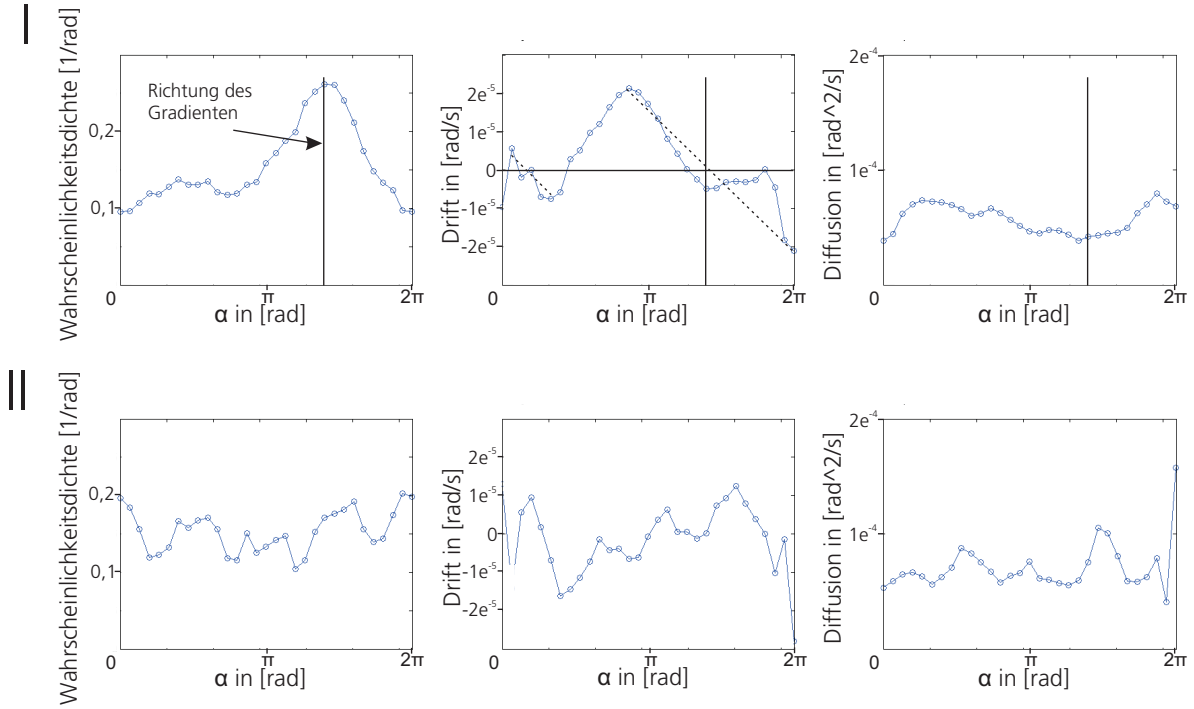 I
Wahrscheinlichkeitsdichte [1/rad]
0,2
0,1
0
π
2π
α in [rad]
Richtung des
Gradienten
Drift in [rad/s]
2e⁻⁵
1e⁻⁵
0
-1e⁻⁵
-2e⁻⁵
0
π
2π
α in [rad]
Diffusion in [rad^2/s]
2e⁻⁴
1e⁻⁴
0
π
2π
α in [rad]
II
Wahrscheinlichkeitsdichte [1/rad]
0,2
0,1
0
π
2π
α in [rad]
Drift in [rad/s]
2e⁻⁵
1e⁻⁵
0
-1e⁻⁵
-2e⁻⁵
0
π
2π
α in [rad]
Diffusion in [rad^2/s]
2e⁻⁴
1e⁻⁴
0
π
2π
α in [rad]